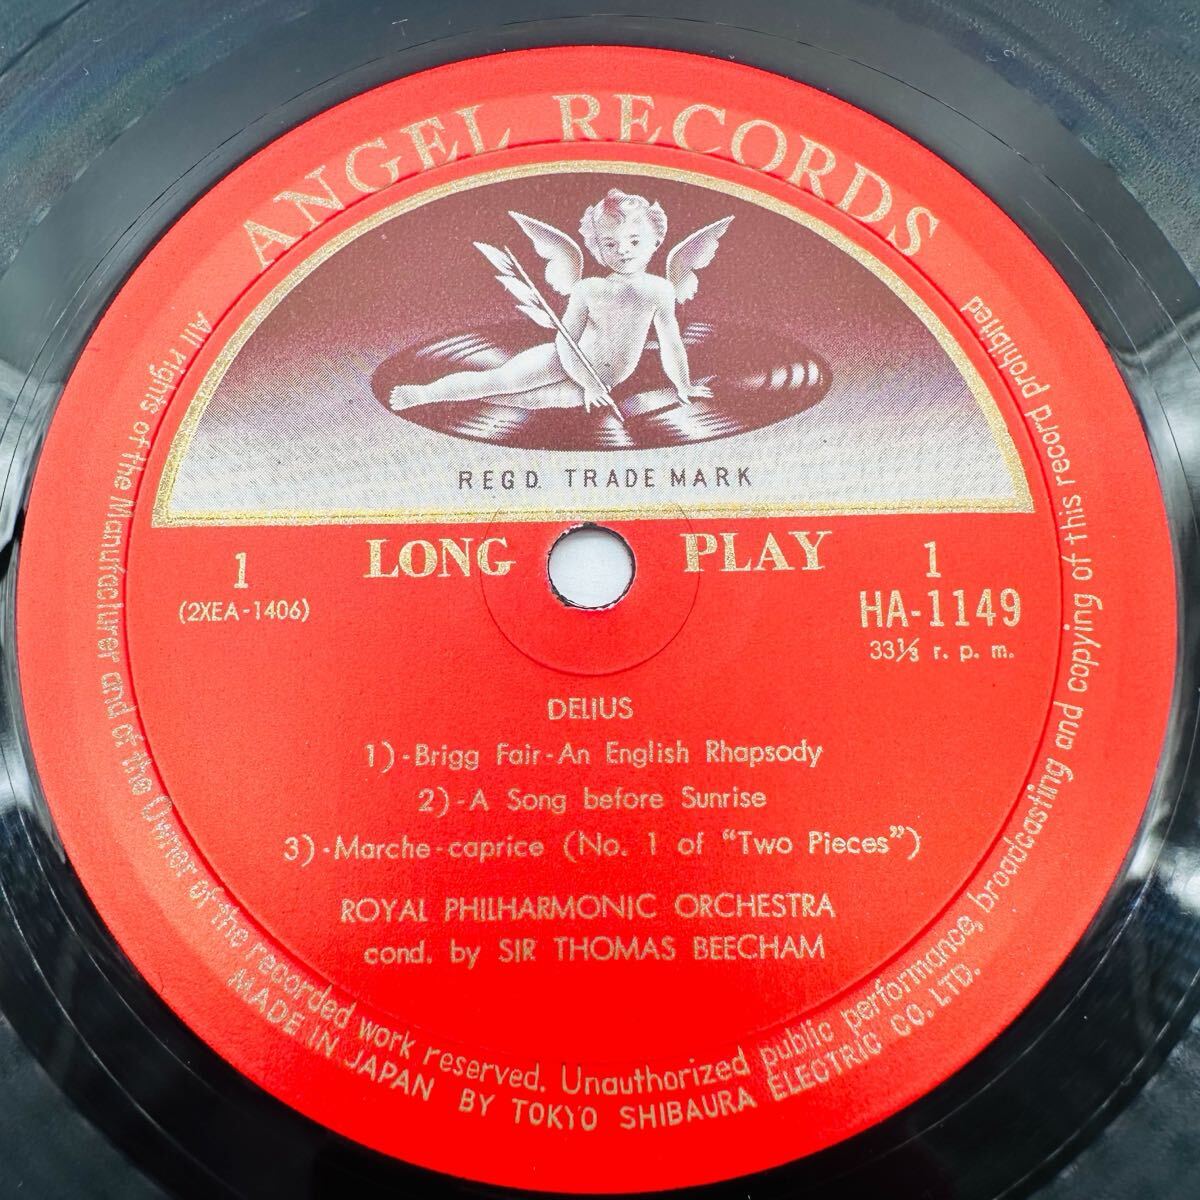 ANGEL RECORDS
REGD. TRADE MARK
LONG PLAY
1
(2XEA-1406)
1
HA-1149
33⅓ r. p. m.
DELIUS
1)-Brigg Fair-An English Rhapsody
2)-A Song before Sunrise
3)-Marche-caprice (No. 1 of "Two Pieces")
ROYAL PHILHARMONIC ORCHESTRA
cond. by SIR THOMAS BEECHAM
All rights of the Manufacturer and of the Owner of the recorded work reserved. Unauthorized public performance, broadcasting and copying of this record prohibited
MADE IN JAPAN BY TOKYO SHIBAURA ELECTRIC CO, LTD.